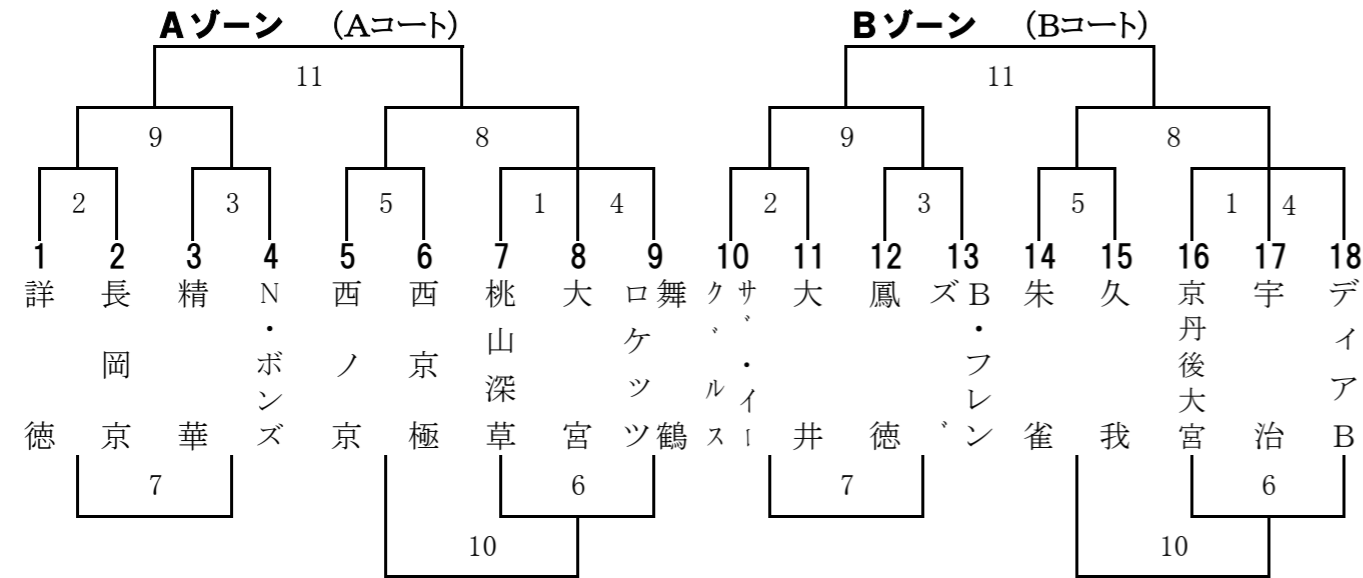 Aゾーン (Aコート) Bゾーン (Bコート)
11 11
9 8 9 8
2 3 5 1 4 2 3 5 1 4
1 2 3 4 5 6 7 8 9 10 11 12 13 14 15 16 17 18
詳徳
長岡京
精華
N・ボンズ
西ノ京
西京極
桃山深草
大宮
舞鶴
ロケッツ
サ゛・イー
ク゛ルス
大井
鳳徳
B・フレン
ズ゛
朱雀
久我
京丹後大宮
宇治
ディアB
7 6 7 6
10 10